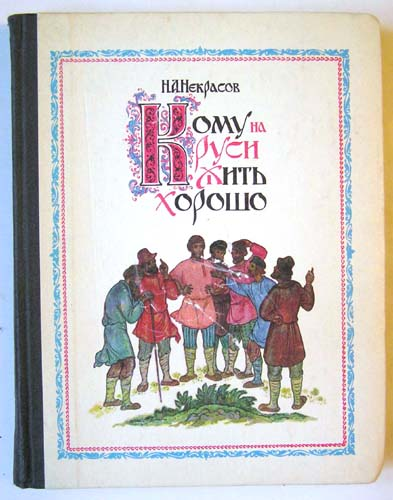 Н.А.Некрасов
Кому на
Руси
жить
хорошо